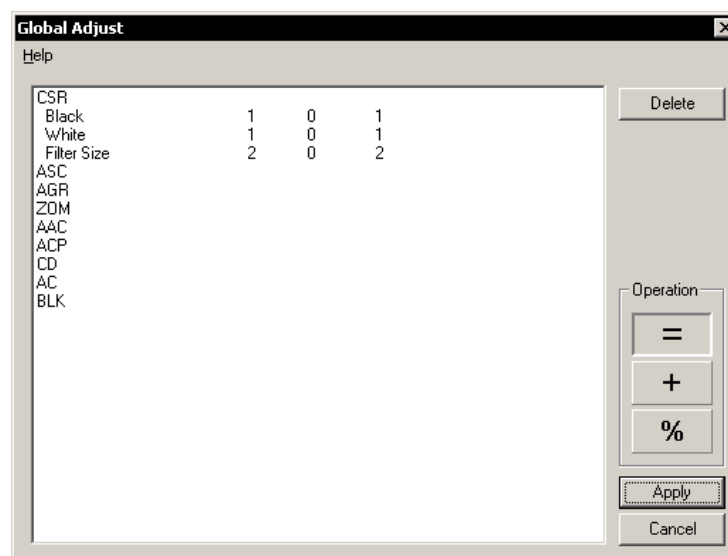 Global Adjust
Help
CSR
Black 1 0 1
White 1 0 1
Filter Size 2 0 2
ASC
AGR
ZOM
AAC
ACP
CD
AC
BLK
Delete
Operation
=
+
%
Apply
Cancel